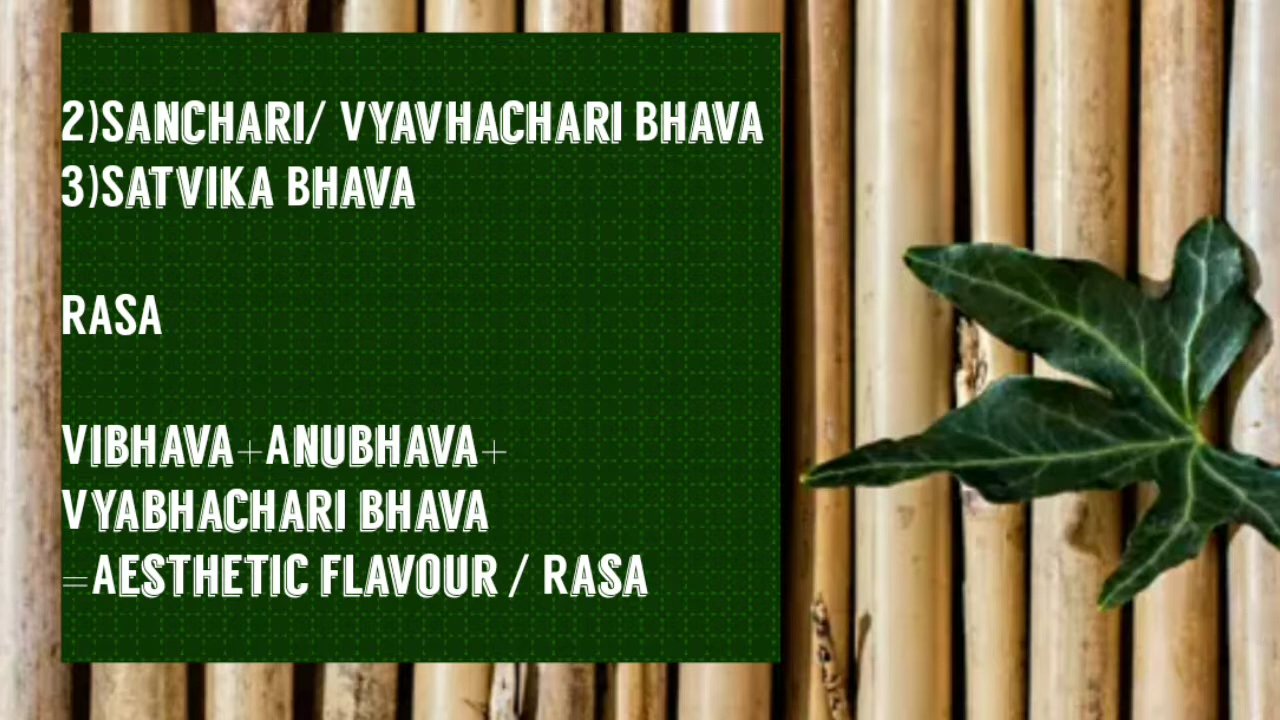 2)SANCHARI/ VYAVHACHARI BHAVA
3)SATVIKA BHAVA
RASA
VIBHAVA+ANUBHAVA+
VYABHACHARI BHAVA
=AESTHETIC FLAVOUR / RASA